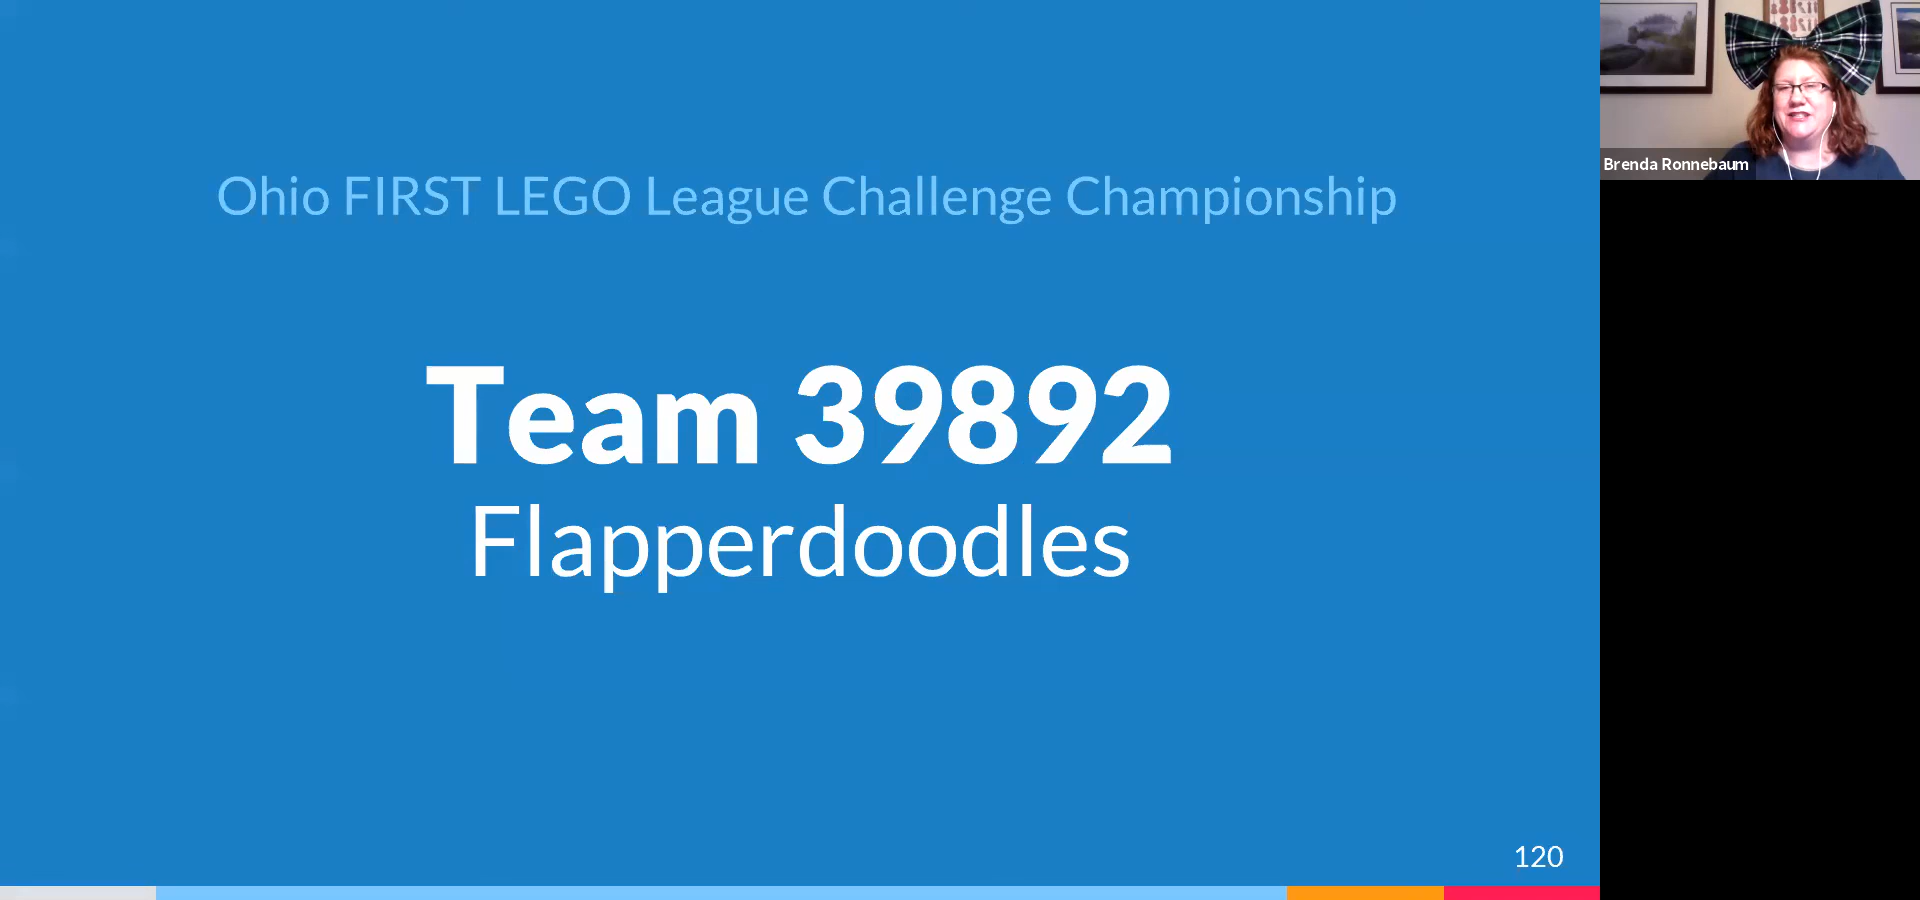 Ohio FIRST LEGO League Challenge Championship
Team 39892
Flapperdoodles
120
Brenda Ronnebaum